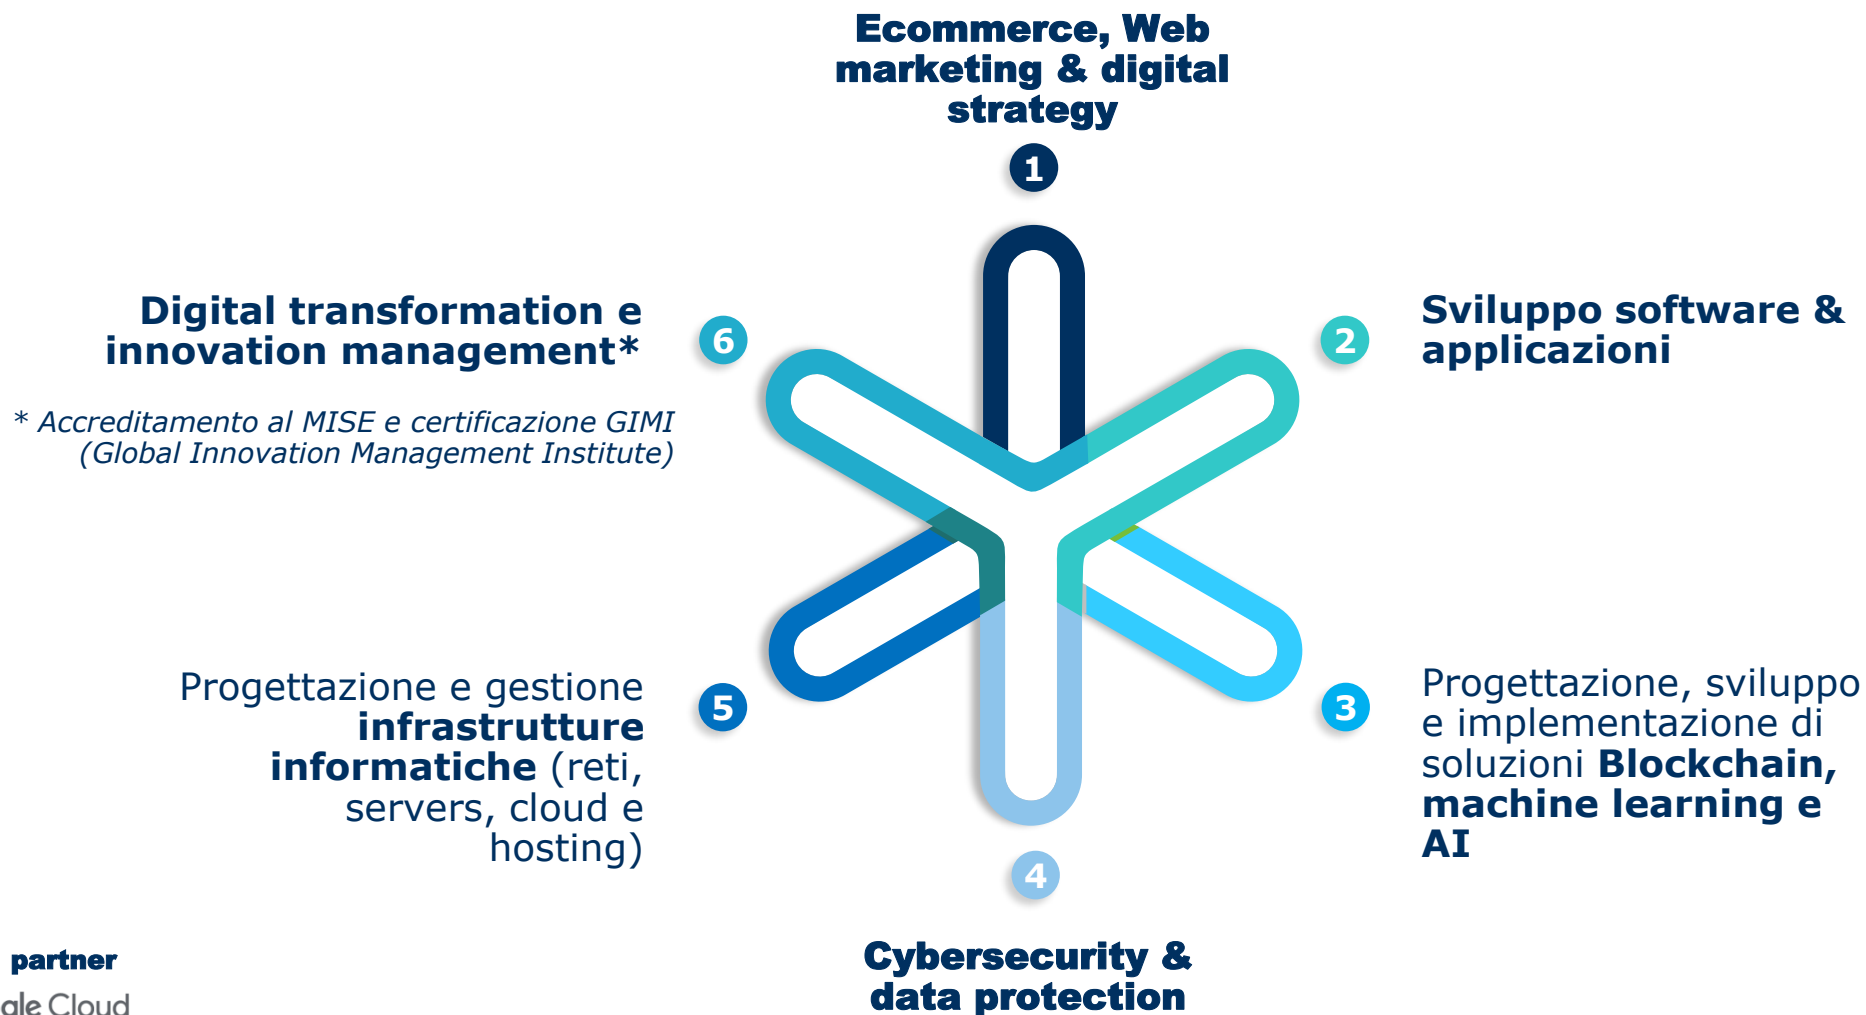 Ecommerce, Web
marketing & digital
strategy
1
Digital transformation e
innovation management*
* Accreditamento al MISE e certificazione GIMI
(Global Innovation Management Institute)
6
2
Sviluppo software &
applicazioni
Progettazione e gestione
infrastrutture
informatiche (reti,
servers, cloud e
hosting)
5
3
Progettazione, sviluppo
e implementazione di
soluzioni Blockchain,
machine learning e
AI
4
Cybersecurity &
data protection
partner
Cloud